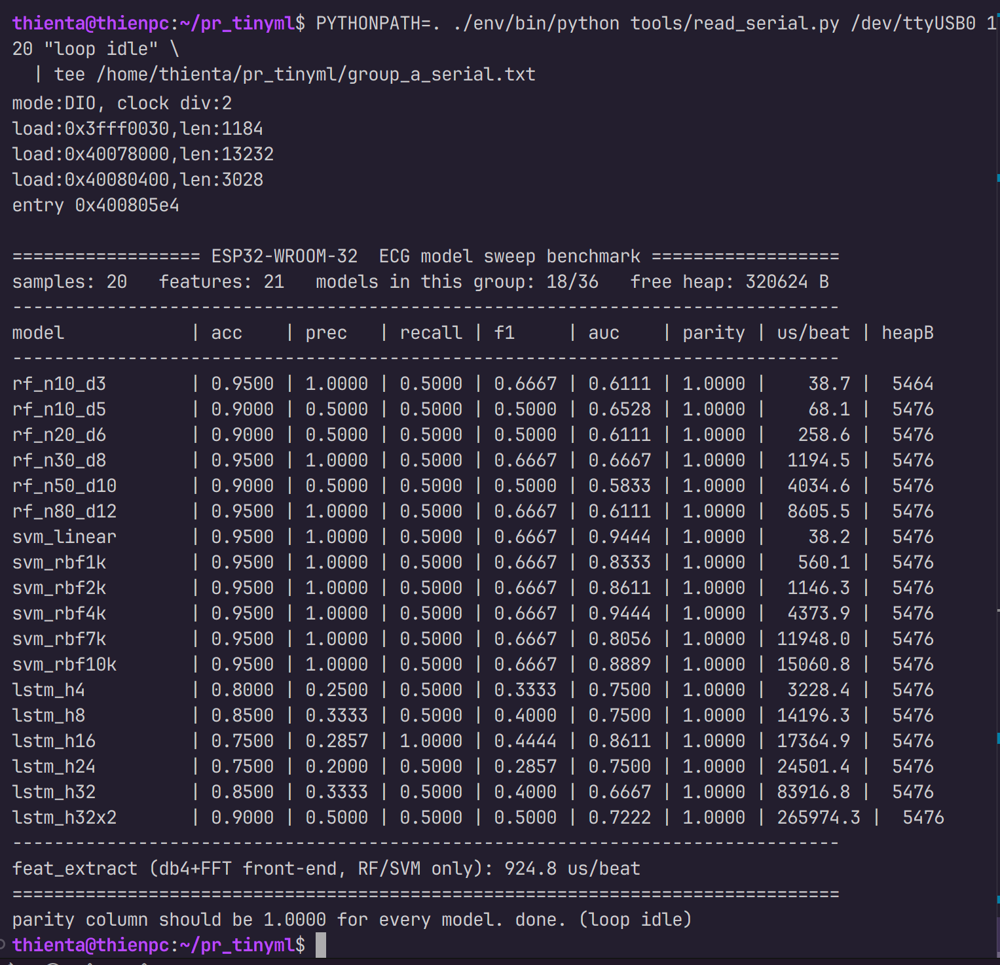 thienta@thienpc:~/pr_tinyml$ PYTHONPATH=. ./env/bin/python tools/read_serial.py /dev/ttyUSB0 1
20 "loop idle" \
  | tee /home/thienta/pr_tinyml/group_a_serial.txt
mode:DIO, clock div:2
load:0x3fff0030,len:1184
load:0x40078000,len:13232
load:0x40080400,len:3028
entry 0x400805e4

================== ESP32-WROOM-32  ECG model sweep benchmark ==================
samples: 20   features: 21   models in this group: 18/36   free heap: 320624 B
-------------------------------------------------------------------------------
model            | acc    | prec   | recall | f1     | auc    | parity | us/beat | heapB
-------------------------------------------------------------------------------
rf_n10_d3        | 0.9500 | 1.0000 | 0.5000 | 0.6667 | 0.6111 | 1.0000 |    38.7 |  5464
rf_n10_d5        | 0.9000 | 0.5000 | 0.5000 | 0.5000 | 0.6528 | 1.0000 |    68.1 |  5476
rf_n20_d6        | 0.9000 | 0.5000 | 0.5000 | 0.5000 | 0.6111 | 1.0000 |   258.6 |  5476
rf_n30_d8        | 0.9500 | 1.0000 | 0.5000 | 0.6667 | 0.6667 | 1.0000 |  1194.5 |  5476
rf_n50_d10       | 0.9000 | 0.5000 | 0.5000 | 0.5000 | 0.5833 | 1.0000 |  4034.6 |  5476
rf_n80_d12       | 0.9500 | 1.0000 | 0.5000 | 0.6667 | 0.6111 | 1.0000 |  8605.5 |  5476
svm_linear       | 0.9500 | 1.0000 | 0.5000 | 0.6667 | 0.9444 | 1.0000 |    38.2 |  5476
svm_rbf1k        | 0.9500 | 1.0000 | 0.5000 | 0.6667 | 0.8333 | 1.0000 |   560.1 |  5476
svm_rbf2k        | 0.9500 | 1.0000 | 0.5000 | 0.6667 | 0.8611 | 1.0000 |  1146.3 |  5476
svm_rbf4k        | 0.9500 | 1.0000 | 0.5000 | 0.6667 | 0.9444 | 1.0000 |  4373.9 |  5476
svm_rbf7k        | 0.9500 | 1.0000 | 0.5000 | 0.6667 | 0.8056 | 1.0000 | 11948.0 |  5476
svm_rbf10k       | 0.9500 | 1.0000 | 0.5000 | 0.6667 | 0.8889 | 1.0000 | 15060.8 |  5476
lstm_h4          | 0.8000 | 0.2500 | 0.5000 | 0.3333 | 0.7500 | 1.0000 |  3228.4 |  5476
lstm_h8          | 0.8500 | 0.3333 | 0.5000 | 0.4000 | 0.7500 | 1.0000 | 14196.3 |  5476
lstm_h16         | 0.7500 | 0.2857 | 1.0000 | 0.4444 | 0.8611 | 1.0000 | 17364.9 |  5476
lstm_h24         | 0.7500 | 0.2000 | 0.5000 | 0.2857 | 0.7500 | 1.0000 | 24501.4 |  5476
lstm_h32         | 0.8500 | 0.3333 | 0.5000 | 0.4000 | 0.6667 | 1.0000 | 83916.8 |  5476
lstm_h32x2       | 0.9000 | 0.5000 | 0.5000 | 0.5000 | 0.7222 | 1.0000 | 265974.3 |  5476
-------------------------------------------------------------------------------
feat_extract (db4+FFT front-end, RF/SVM only): 924.8 us/beat
===============================================================================
parity column should be 1.0000 for every model. done. (loop idle)
thienta@thienpc:~/pr_tinyml$